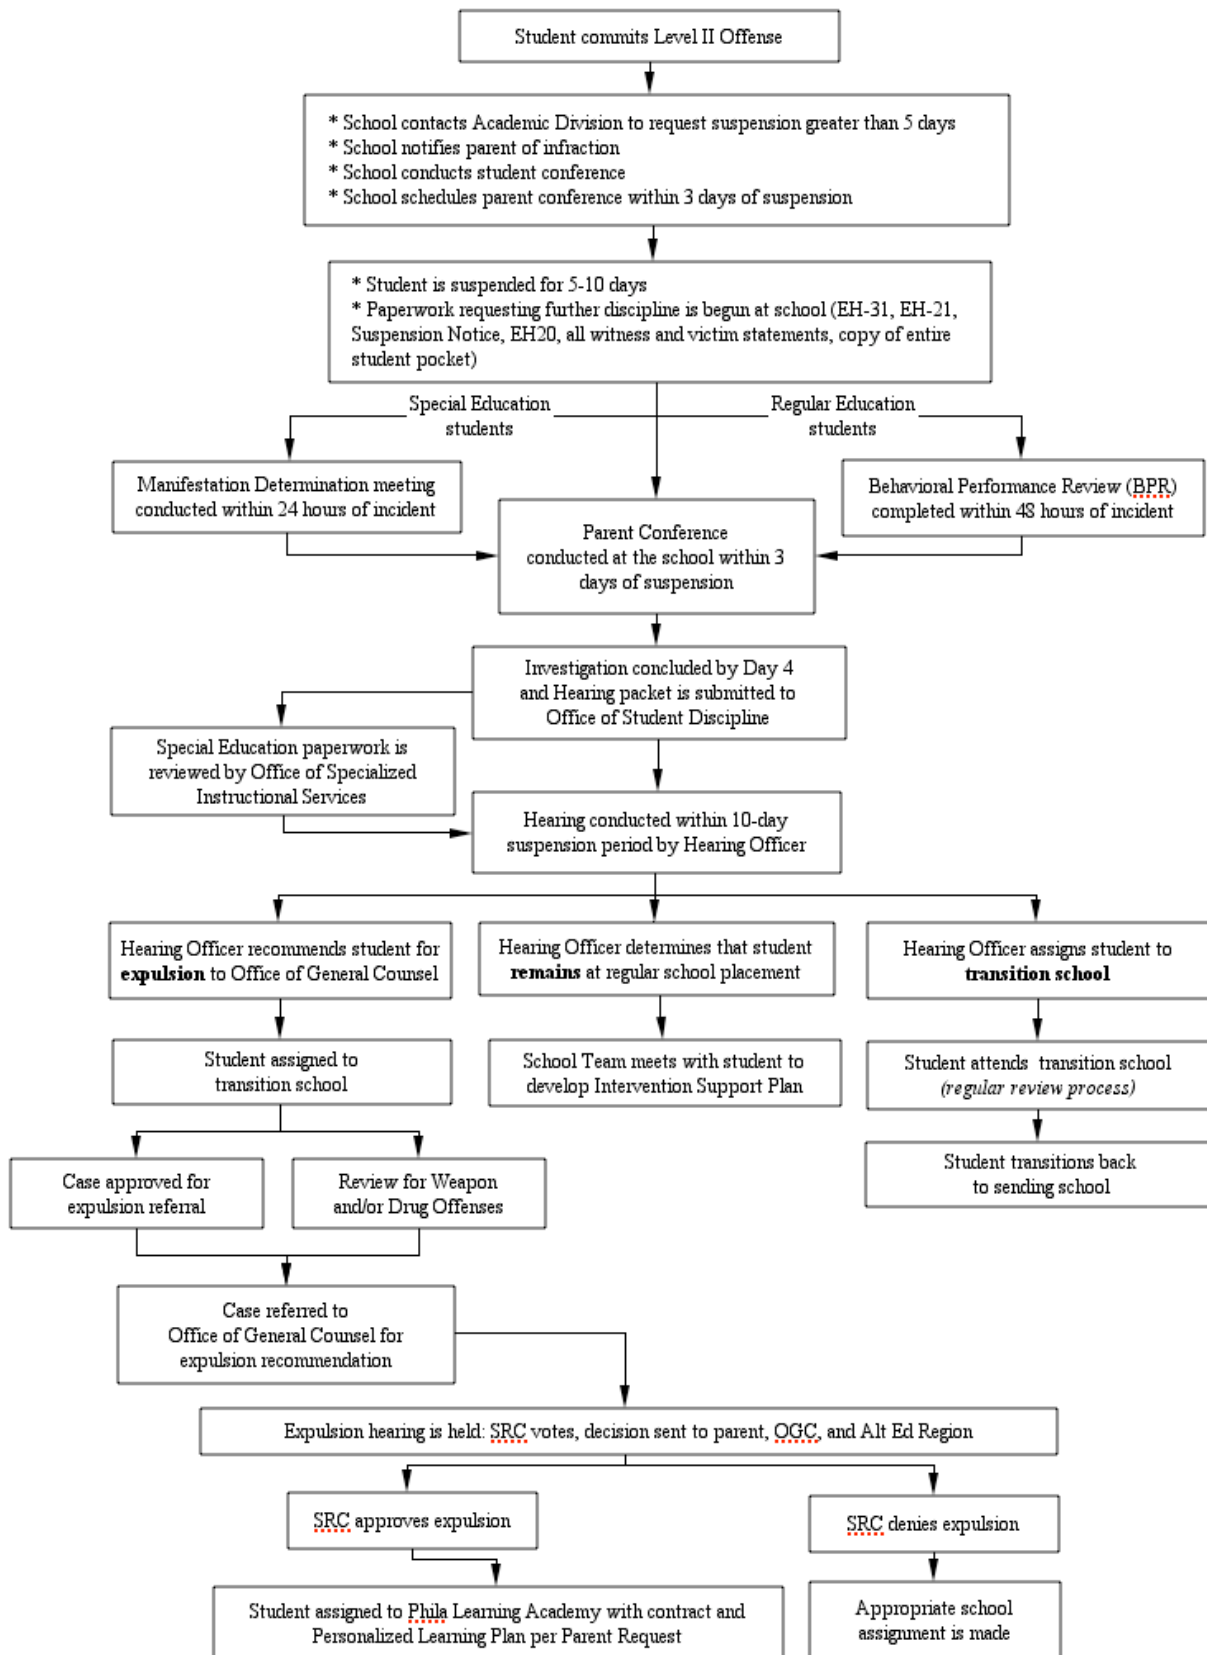 Student commits Level II Offense
* School contacts Academic Division to request suspension greater than 5 days
* School notifies parent of infraction
* School conducts student conference
* School schedules parent conference within 3 days of suspension
* Student is suspended for 5-10 days
* Paperwork requesting further discipline is begun at school (EH-31, EH-21,
Suspension Notice, EH20, all witness and victim statements, copy of entire
student pocket)
Special Education
students
Regular Education
students
Manifestation Determination meeting
conducted within 24 hours of incident
Behavioral Performance Review (BPR)
completed within 48 hours of incident
Parent Conference
conducted at the school within 3
days of suspension
Investigation concluded by Day 4
and Hearing packet is submitted to
Office of Student Discipline
Special Education paperwork is
reviewed by Office of Specialized
Instructional Services
Hearing conducted within 10-day
suspension period by Hearing Officer
Hearing Officer recommends student for
expulsion to Office of General Counsel
Hearing Officer determines that student
remains at regular school placement
Hearing Officer assigns student to
transition school
Student assigned to
transition school
School Team meets with student to
develop Intervention Support Plan
Student attends transition school
(regular review process)
Case approved for
expulsion referral
Review for Weapon
and/or Drug Offenses
Student transitions back
to sending school
Case referred to
Office of General Counsel for
expulsion recommendation
Expulsion hearing is held: SRC votes, decision sent to parent, OGC, and Alt Ed Region
SRC approves expulsion
SRC denies expulsion
Student assigned to Phila Learning Academy with contract and
Personalized Learning Plan per Parent Request
Appropriate school
assignment is made